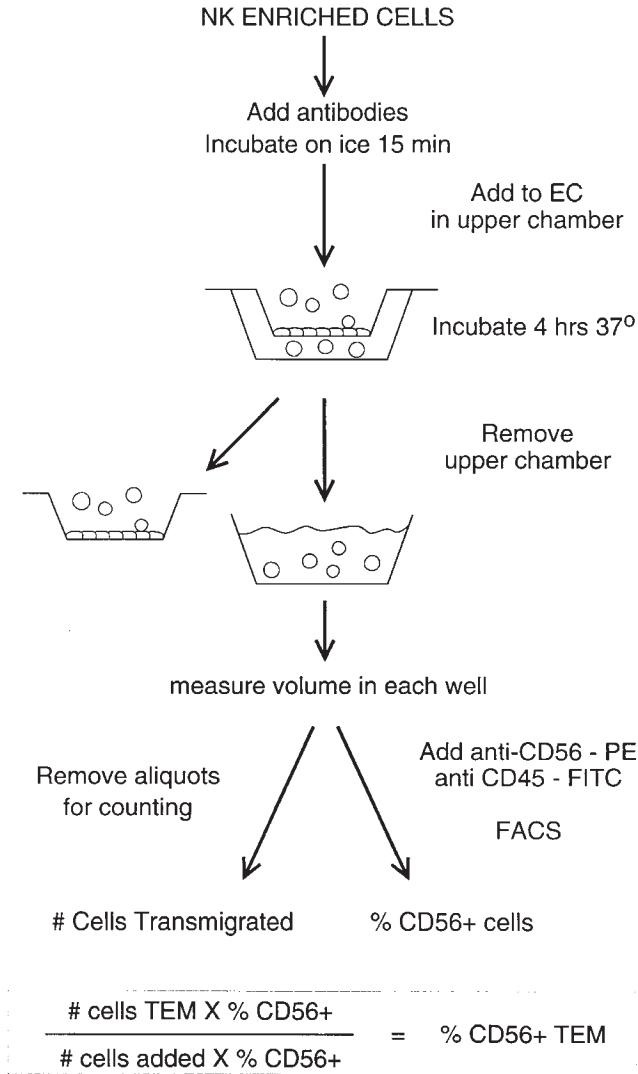 NK ENRICHED CELLS
Add antibodies
Incubate on ice 15 min
Add to EC
in upper chamber
Incubate 4 hrs 37º
Remove
upper chamber
measure volume in each well
Remove aliquots
for counting
Add anti-CD56 - PE
anti CD45 - FITC
FACS
# Cells Transmigrated
% CD56+ cells
# cells TEM X % CD56+
# cells added X % CD56+
= % CD56+ TEM